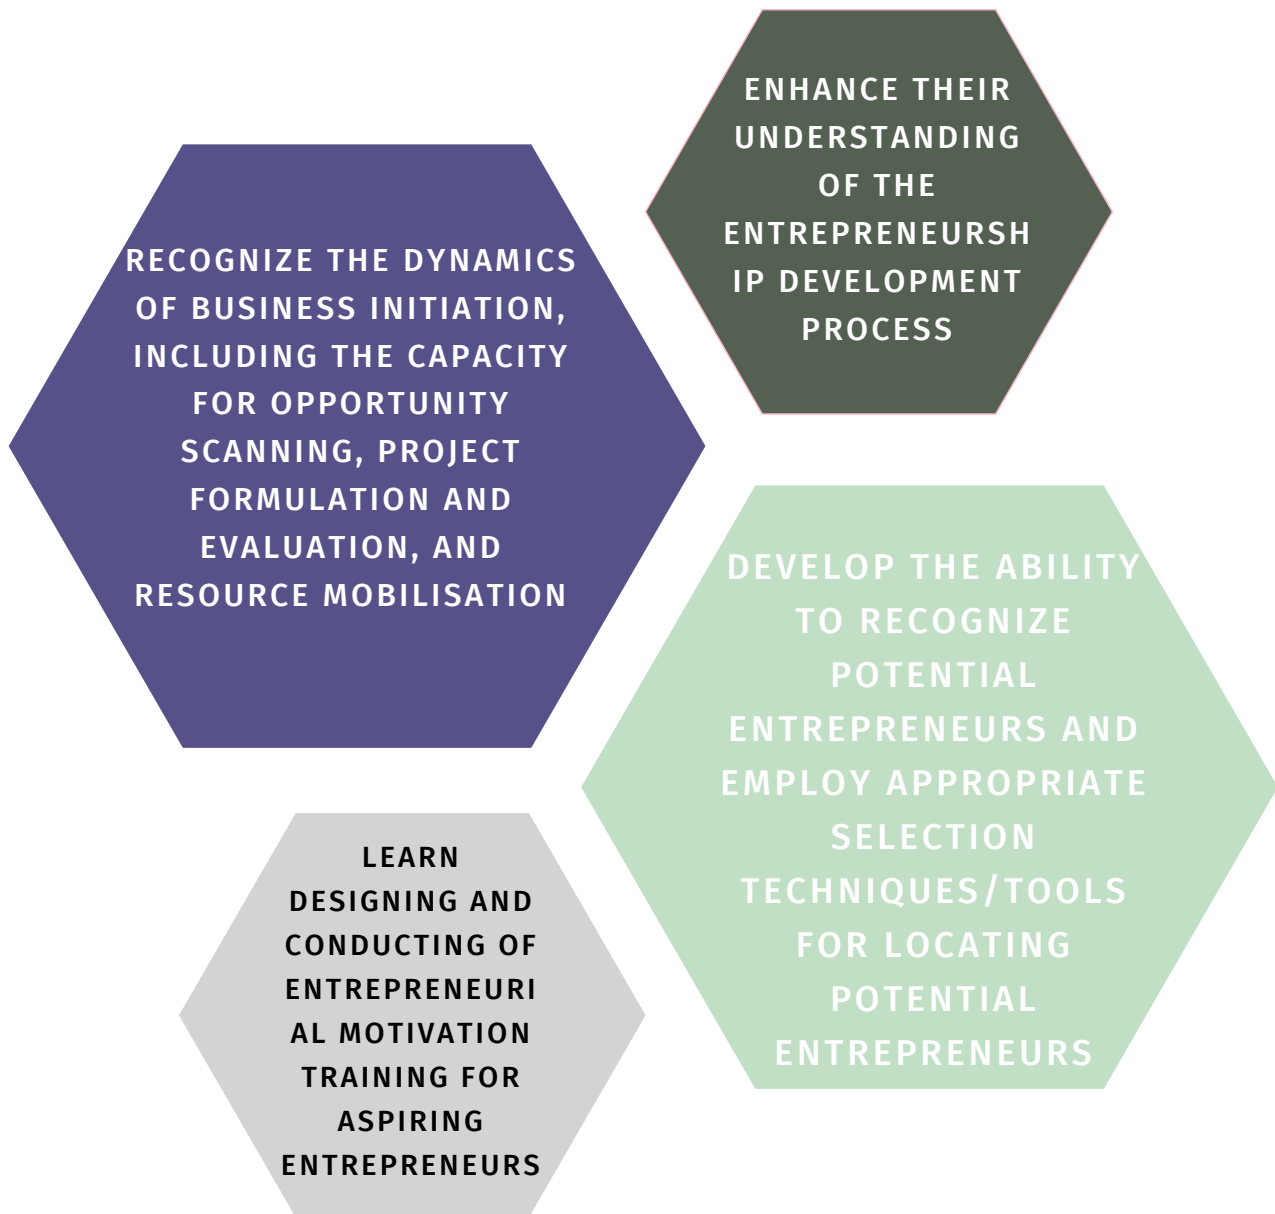 ENHANCE THEIR
UNDERSTANDING
OF THE
ENTREPRENEURSH
IP DEVELOPMENT
PROCESS
RECOGNIZE THE DYNAMICS
OF BUSINESS INITIATION,
INCLUDING THE CAPACITY
FOR OPPORTUNITY
SCANNING, PROJECT
FORMULATION AND
EVALUATION, AND
RESOURCE MOBILISATION
DEVELOP THE ABILITY
TO RECOGNIZE
POTENTIAL
ENTREPRENEURS AND
EMPLOY APPROPRIATE
SELECTION
TECHNIQUES/TOOLS
FOR LOCATING
POTENTIAL
ENTREPRENEURS
LEARN
DESIGNING AND
CONDUCTING OF
ENTREPRENEURI
AL MOTIVATION
TRAINING FOR
ASPIRING
ENTREPRENEURS